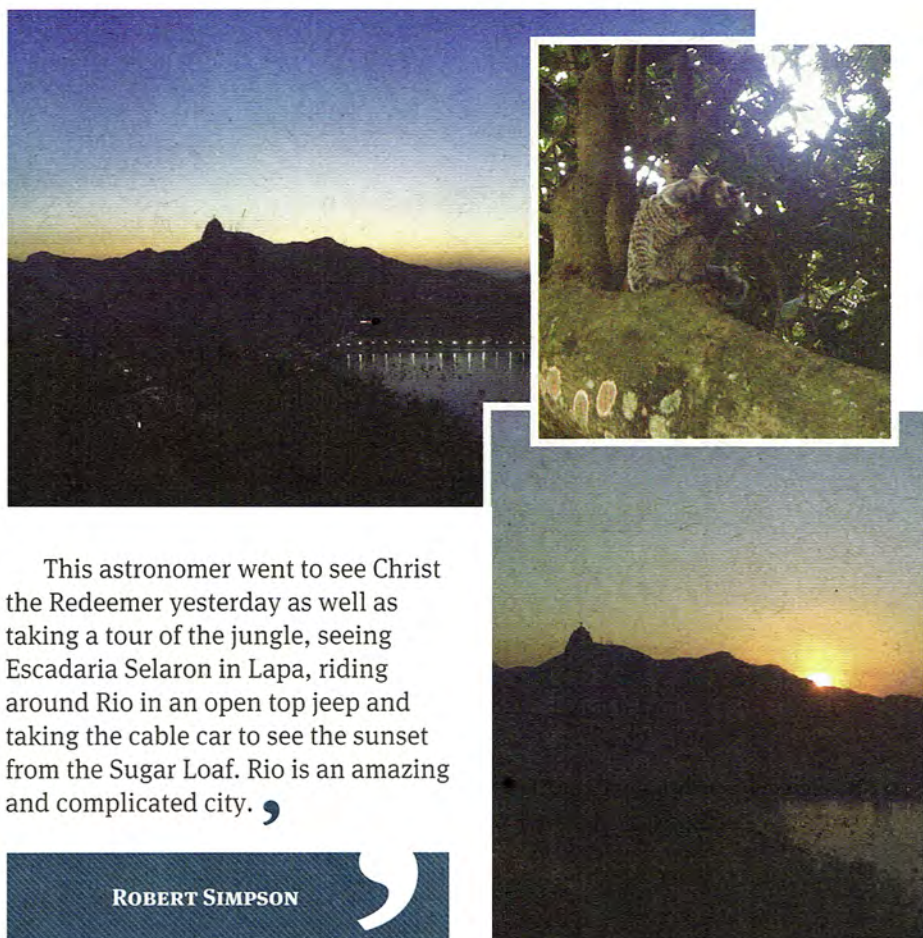 This astronomer went to see Christ
the Redeemer yesterday as well as
taking a tour of the jungle, seeing
Escadaria Selaron in Lapa, riding
around Rio in an open top jeep and
taking the cable car to see the sunset
from the Sugar Loaf. Rio is an amazing
and complicated city. ’
ROBERT SIMPSON ’